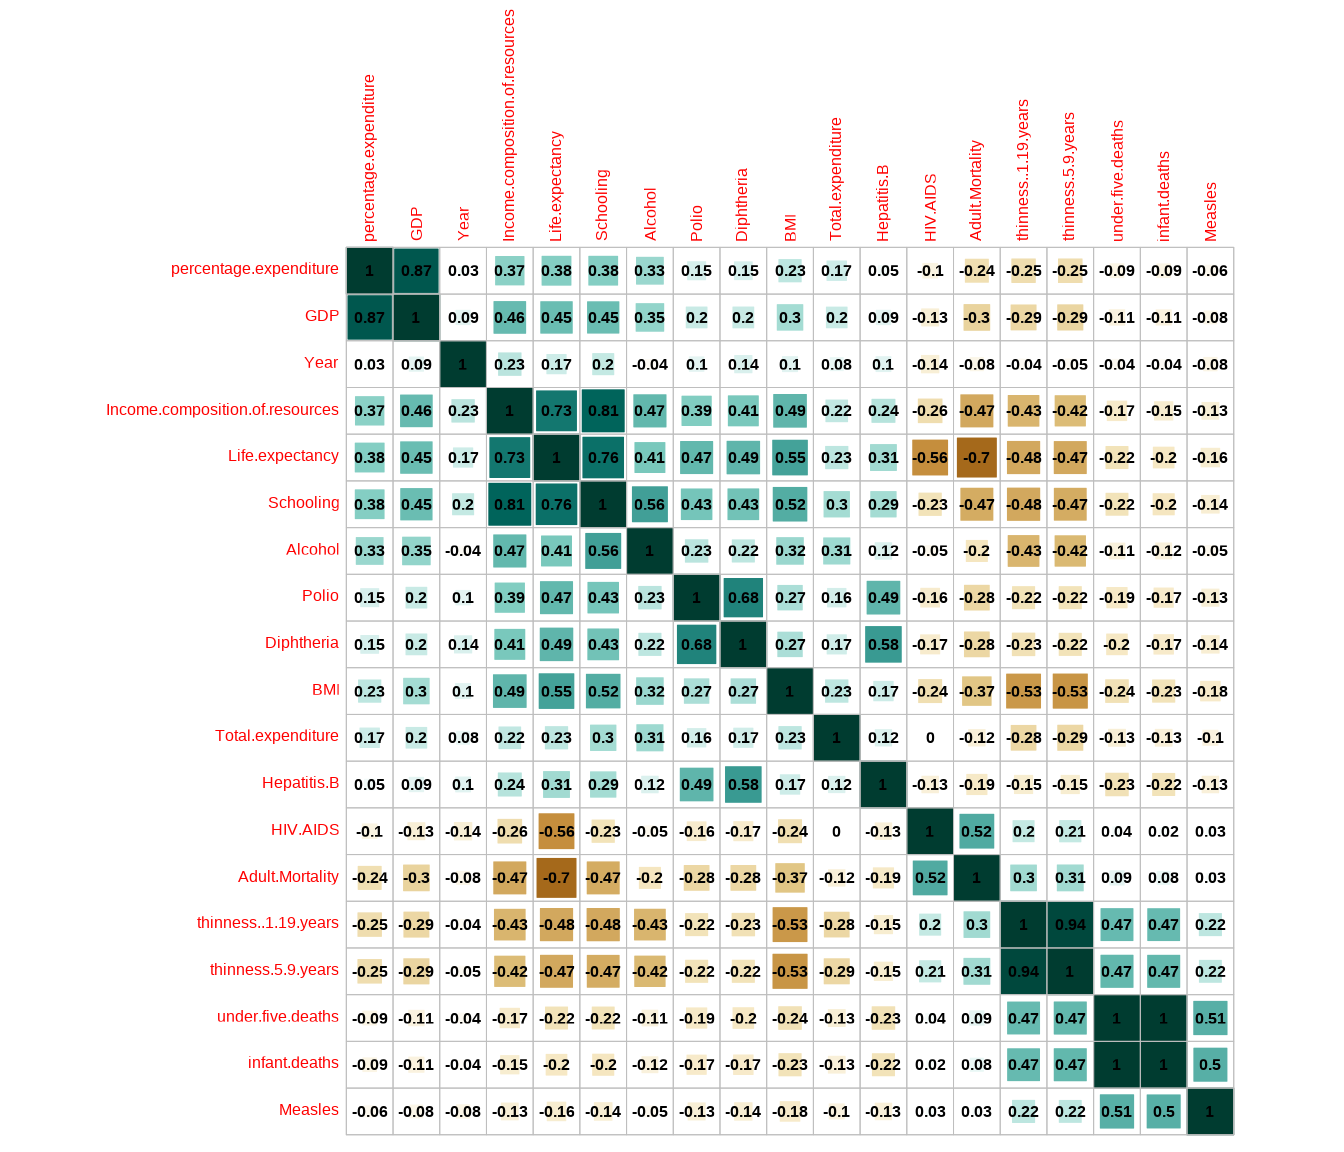 percentage.expenditure GDP Year Income.composition.of.resources Life.expectancy Schooling Alcohol Polio Diphtheria BMI Total.expenditure Hepatitis.B HIV.AIDS Adult.Mortality thinness..1.19.years thinness.5.9.years under.five.deaths infant.deaths Measles
percentage.expenditure 1 0.87 0.03 0.37 0.38 0.38 0.33 0.15 0.15 0.23 0.17 0.05 -0.1 -0.24 -0.25 -0.25 -0.09 -0.09 -0.06
GDP 0.87 1 0.09 0.46 0.45 0.45 0.35 0.2 0.2 0.3 0.2 0.09 -0.13 -0.3 -0.29 -0.29 -0.11 -0.11 -0.08
Year 0.03 0.09 1 0.23 0.17 0.2 -0.04 0.1 0.14 0.1 0.08 0.1 -0.14 -0.08 -0.04 -0.05 -0.04 -0.04 -0.08
Income.composition.of.resources 0.37 0.46 0.23 1 0.73 0.81 0.47 0.39 0.41 0.49 0.22 0.24 -0.26 -0.47 -0.43 -0.42 -0.17 -0.15 -0.13
Life.expectancy 0.38 0.45 0.17 0.73 1 0.76 0.41 0.47 0.49 0.55 0.23 0.31 -0.56 -0.7 -0.48 -0.47 -0.22 -0.2 -0.16
Schooling 0.38 0.45 0.2 0.81 0.76 1 0.56 0.43 0.43 0.52 0.3 0.29 -0.23 -0.47 -0.48 -0.47 -0.22 -0.2 -0.14
Alcohol 0.33 0.35 -0.04 0.47 0.41 0.56 1 0.23 0.22 0.32 0.31 0.12 -0.05 -0.2 -0.43 -0.42 -0.11 -0.12 -0.05
Polio 0.15 0.2 0.1 0.39 0.47 0.43 0.23 1 0.68 0.27 0.16 0.49 -0.16 -0.28 -0.22 -0.22 -0.19 -0.17 -0.13
Diphtheria 0.15 0.2 0.14 0.41 0.49 0.43 0.22 0.68 1 0.27 0.17 0.58 -0.17 -0.28 -0.23 -0.22 -0.2 -0.17 -0.14
BMI 0.23 0.3 0.1 0.49 0.55 0.52 0.32 0.27 0.27 1 0.23 0.17 -0.24 -0.37 -0.53 -0.53 -0.24 -0.23 -0.18
Total.expenditure 0.17 0.2 0.08 0.22 0.23 0.3 0.31 0.16 0.17 0.23 1 0.12 0 -0.12 -0.28 -0.29 -0.13 -0.13 -0.1
Hepatitis.B 0.05 0.09 0.1 0.24 0.31 0.29 0.12 0.49 0.58 0.17 0.12 1 -0.13 -0.19 -0.15 -0.15 -0.23 -0.22 -0.13
HIV.AIDS -0.1 -0.13 -0.14 -0.26 -0.56 -0.23 -0.05 -0.16 -0.17 -0.24 0 -0.13 1 0.52 0.2 0.21 0.04 0.02 0.03
Adult.Mortality -0.24 -0.3 -0.08 -0.47 -0.7 -0.47 -0.2 -0.28 -0.28 -0.37 -0.12 -0.19 0.52 1 0.3 0.31 0.09 0.08 0.03
thinness..1.19.years -0.25 -0.29 -0.04 -0.43 -0.48 -0.48 -0.43 -0.22 -0.23 -0.53 -0.28 -0.15 0.2 0.3 1 0.94 0.47 0.47 0.22
thinness.5.9.years -0.25 -0.29 -0.05 -0.42 -0.47 -0.47 -0.42 -0.22 -0.22 -0.53 -0.29 -0.15 0.21 0.31 0.94 1 0.47 0.47 0.22
under.five.deaths -0.09 -0.11 -0.04 -0.17 -0.22 -0.22 -0.11 -0.19 -0.2 -0.24 -0.13 -0.23 0.04 0.09 0.47 0.47 1 1 0.51
infant.deaths -0.09 -0.11 -0.04 -0.15 -0.2 -0.2 -0.12 -0.17 -0.17 -0.23 -0.13 -0.22 0.02 0.08 0.47 0.47 1 1 0.5
Measles -0.06 -0.08 -0.08 -0.13 -0.16 -0.14 -0.05 -0.13 -0.14 -0.18 -0.1 -0.13 0.03 0.03 0.22 0.22 0.51 0.5 1